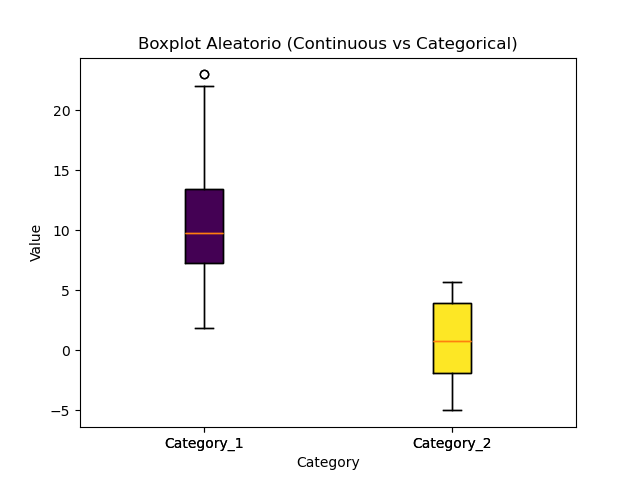 Boxplot Aleatorio (Continuous vs Categorical)
20
15
10
5
0
−5
Value
Category_1
Category_2
Category